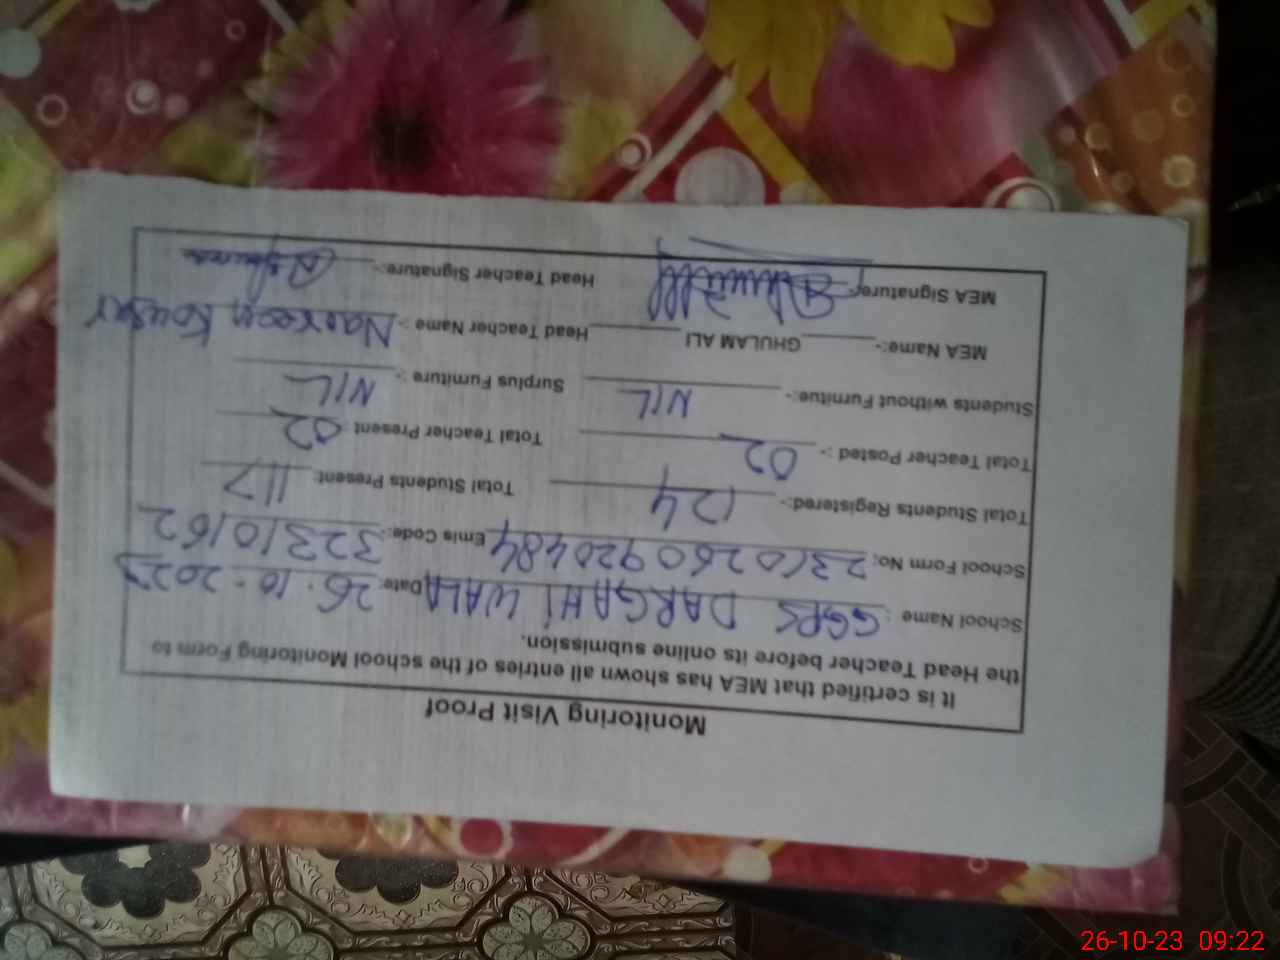 Monitoring Visit Proof
It is certified that MEA has shown all entries of the school Monitoring Form to
the Head Teacher before its online submission.
School Name : GGPS DARGAHI WALA Date: 26.10-2023
School Form No: 2310260920484 Emis Code:- 32310162
Total Students Registered:- 124 Total Students Present: 117
Total Teacher Posted :- 02 Total Teacher Present 02
Students without Furnitue:- NIL Surplus Furniture :- NIL
MEA Name:- GHULAM ALI Head Teacher Name :- Nasreen Kousar
MEA Signature:- Head Teacher Signature:-
26-10-23 09:22